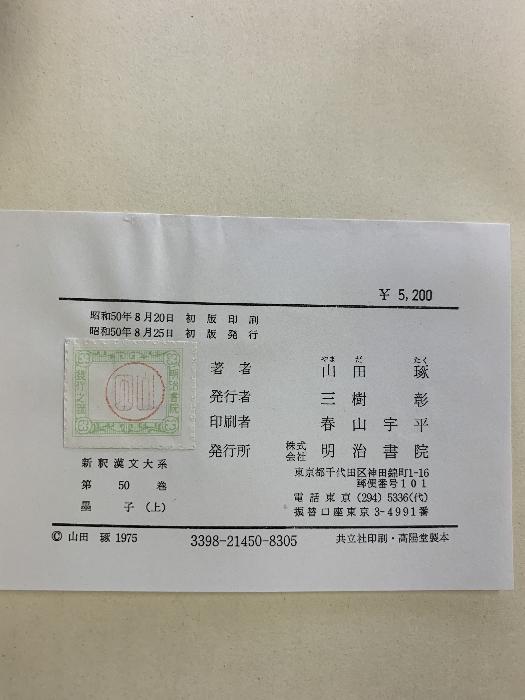 ¥ 5,200
昭和50年8月20日 初版印刷
昭和50年8月25日 初版発行
明治書院
発行之証
新釈漢文大系
第 50 巻
墨 子(上)
著者 山田 琢
やまだ たく
発行者 三樹 彰
印刷者 春山宇平
発行所 株式会社 明治書院
東京都千代田区神田錦町1-16
郵便番号101
電話東京(294)5336(代)
振替口座東京3-4991番
© 山田 琢 1975
3398-21450-8305
共立社印刷・高陽堂製本